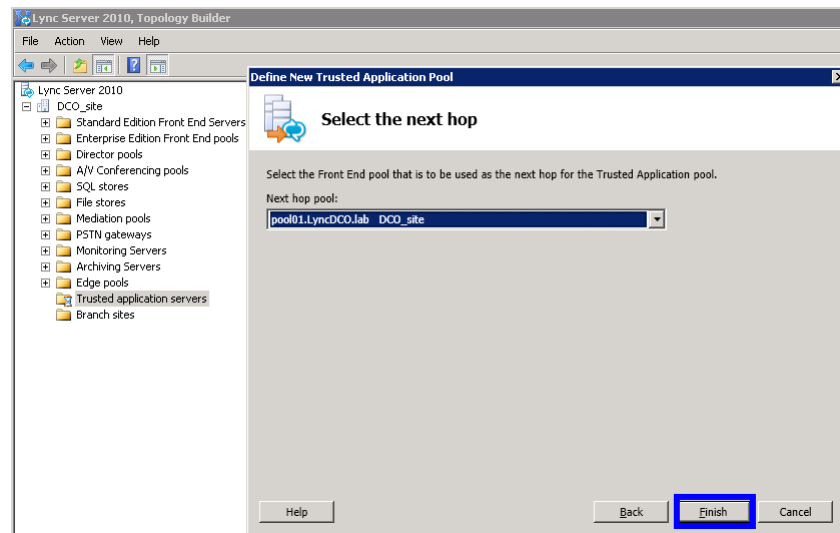 Lync Server 2010, Topology Builder
File Action View Help
Define New Trusted Application Pool
Lync Server 2010
DCO_site
Standard Edition Front End Servers
Enterprise Edition Front End pools
Director pools
A/V Conferencing pools
SQL stores
File stores
Mediation pools
PSTN gateways
Monitoring Servers
Archiving Servers
Edge pools
Trusted application servers
Branch sites
Select the next hop
Select the Front End pool that is to be used as the next hop for the Trusted Application pool.
Next hop pool:
pool01.LyncDCO.lab DCO_site
Help Back Finish Cancel